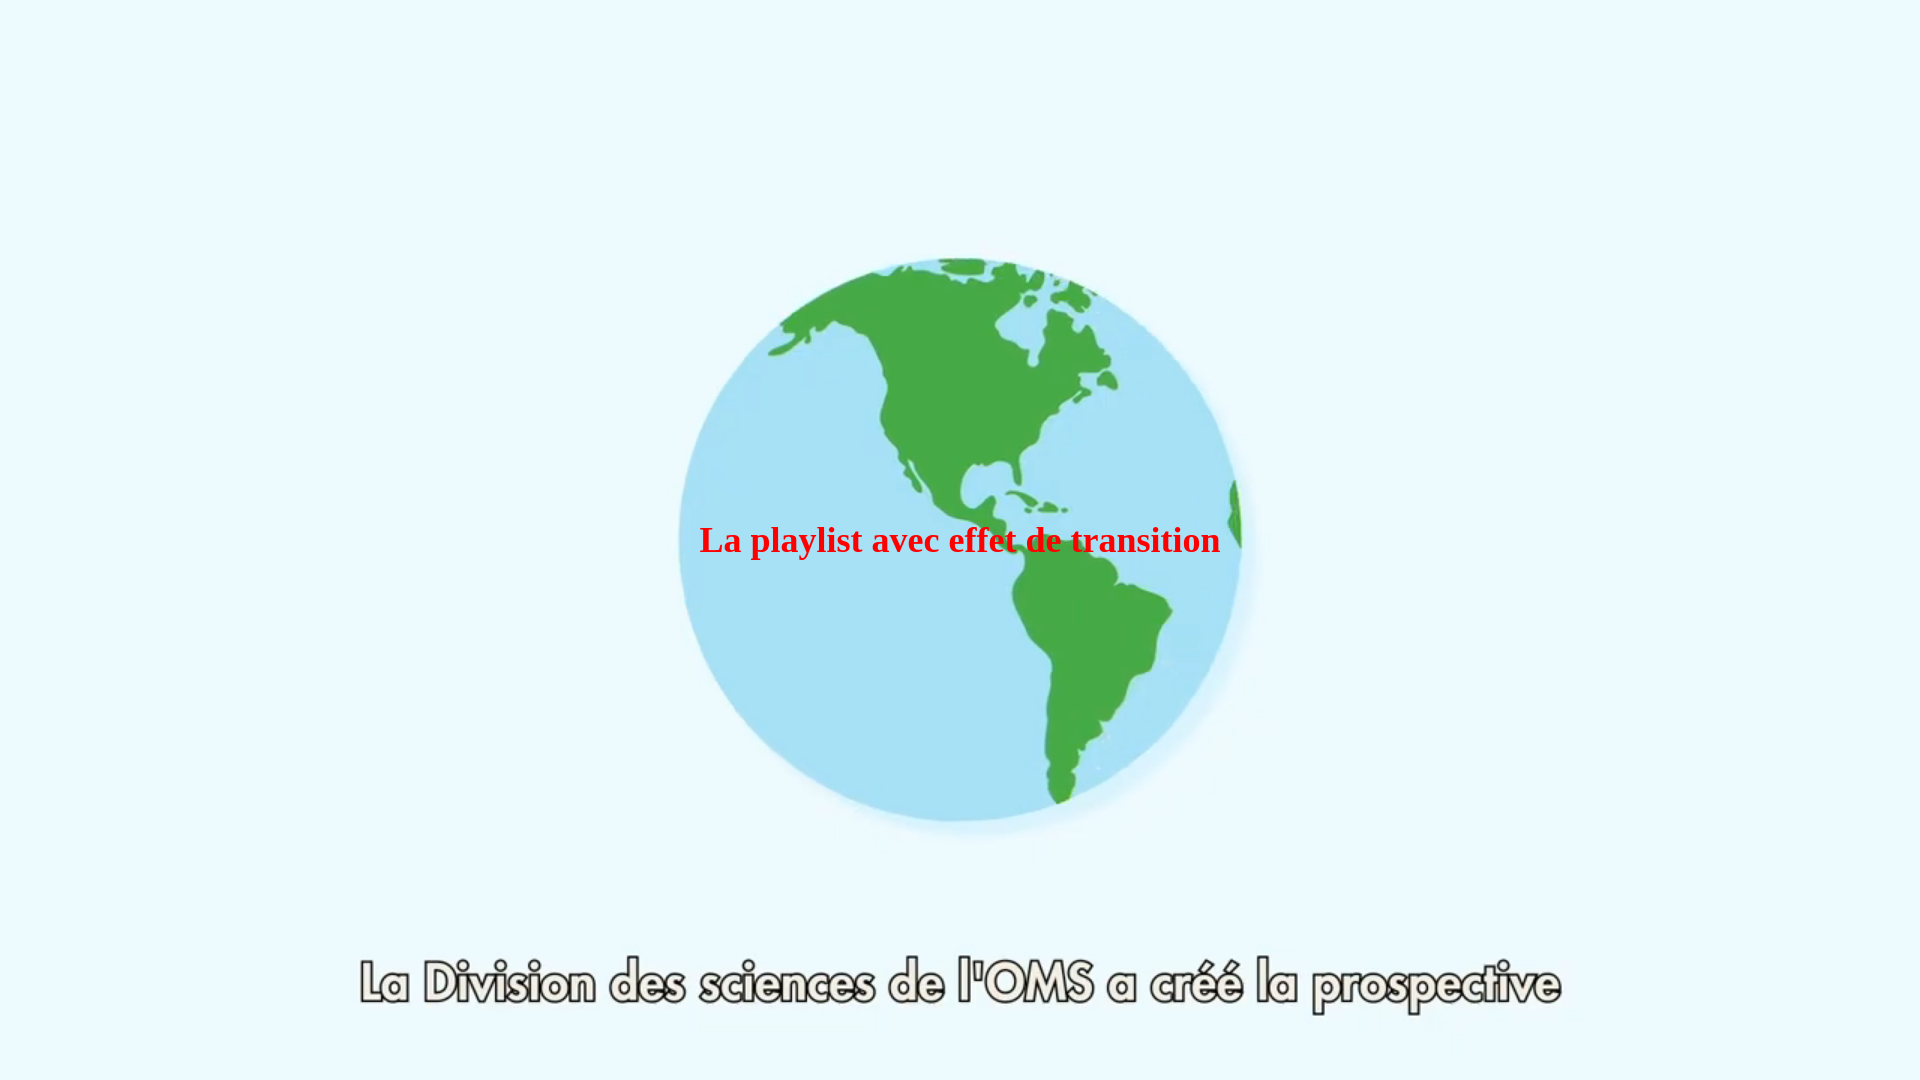 La playlist avec effet de transition
La Division des sciences de l'OMS a créé la prospective